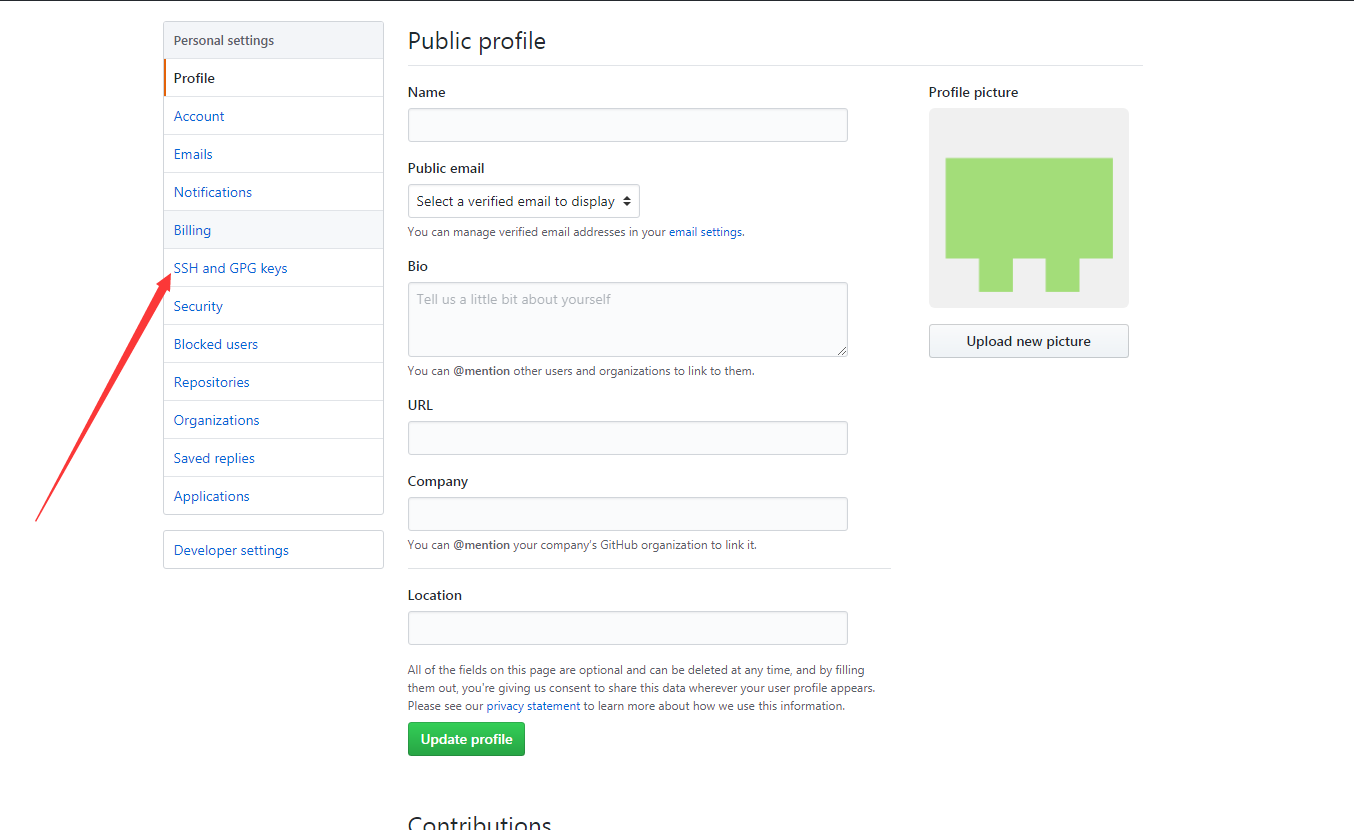 Personal settings
Profile
Account
Emails
Notifications
Billing
SSH and GPG keys
Security
Blocked users
Repositories
Organizations
Saved replies
Applications
Developer settings
Public profile
Name
Public email
Select a verified email to display
You can manage verified email addresses in your email settings.
Bio
Tell us a little bit about yourself
You can @mention other users and organizations to link to them.
URL
Company
You can @mention your company's GitHub organization to link it.
Location
All of the fields on this page are optional and can be deleted at any time, and by filling
them out, you're giving us consent to share this data wherever your user profile appears.
Please see our privacy statement to learn more about how we use this information.
Update profile
Contributions
Profile picture
Upload new picture